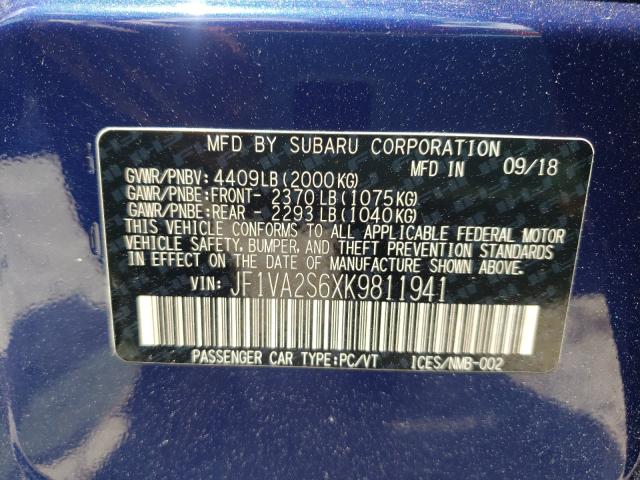 MFD BY SUBARU CORPORATION
MFD IN 09/18
GVWR/PNBV: 4409LB(2000KG)
GAWR/PNBE:FRONT- 2370LB(1075KG)
GAWR/PNBE:REAR - 2293LB(1040KG)
THIS VEHICLE CONFORMS TO ALL APPLICABLE FEDERAL MOTOR
VEHICLE SAFETY, BUMPER, AND THEFT PREVENTION STANDARDS
IN EFFECT ON THE DATE OF MANUFACTURE SHOWN ABOVE.
VIN: JF1VA2S6XK9811941
PASSENGER CAR TYPE:PC/VT ICES/NMB-002